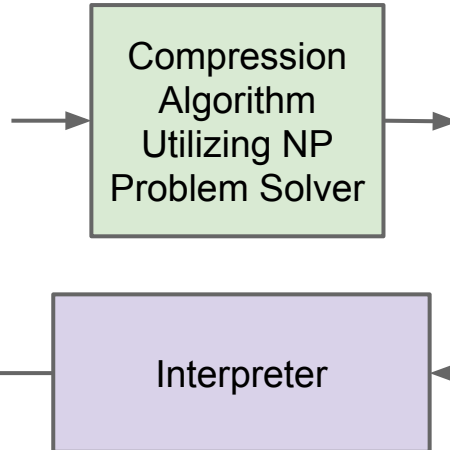 Compression
Algorithm
Utilizing NP
Problem Solver
Interpreter